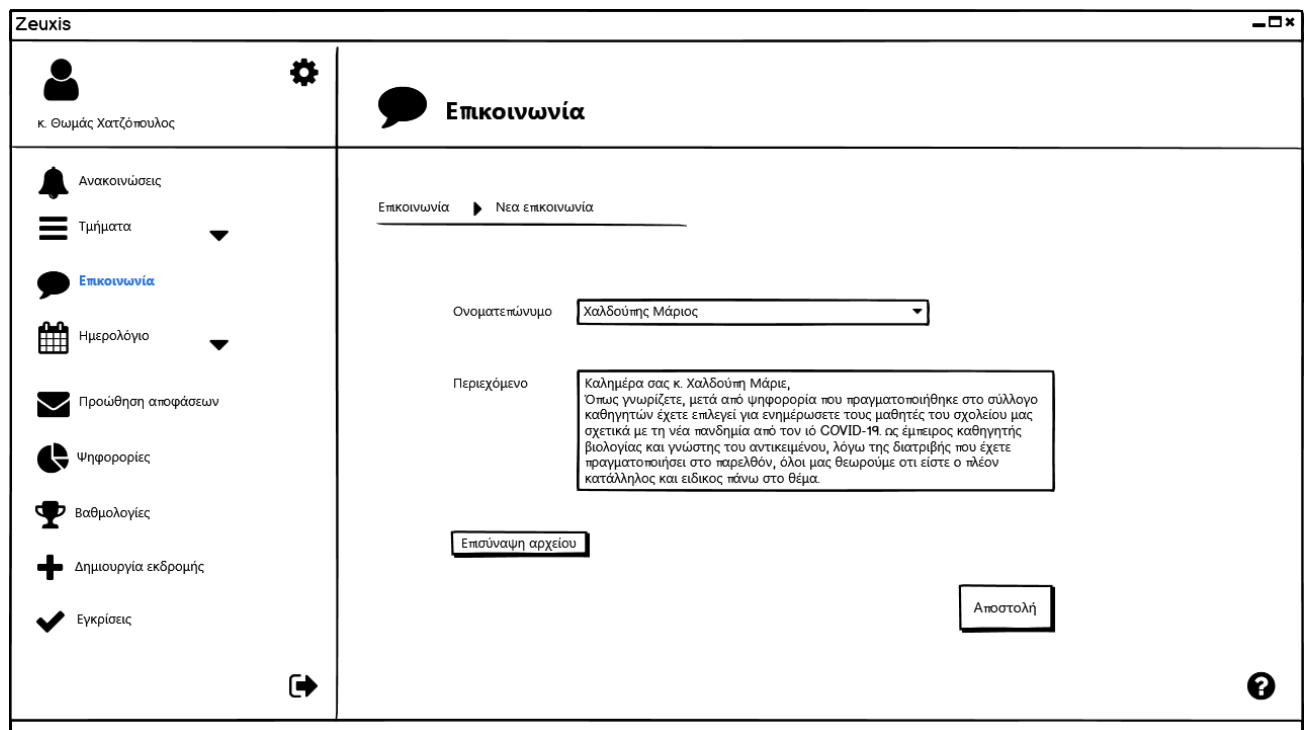 Zeuxis
κ. Θωμάς Χατζόπουλος
Ανακοινώσεις
Τμήματα
Επικοινωνία
Ημερολόγιο
Προώθηση αποφάσεων
Ψηφορορίες
Βαθμολογίες
Δημιουργία εκδρομής
Εγκρίσεις
Επικοινωνία
Επικοινωνία Νεα επικοινωνία
Ονοματεπώνυμο Χαλδούπης Μάριος
Περιεχόμενο
Καλημέρα σας κ. Χαλδούπη Μάριε,
Όπως γνωρίζετε, μετά από ψηφορορία που πραγματοποιήθηκε στο σύλλογο
καθηγητών έχετε επιλεγεί για ενημέρωσετε τους μαθητές του σχολείου μας
σχετικά με τη νέα πανδημία από τον ιό COVID-19. ως έμπειρος καθηγητής
βιολογίας και γνώστης του αντικειμένου, λόγω της διατριβής που έχετε
πραγματοποιήσει στο παρελθόν, όλοι μας θεωρούμε οτι είστε ο πλέον
κατάλληλος και ειδικος πάνω στο θέμα.
Επισύναψη αρχείου
Αποστολή